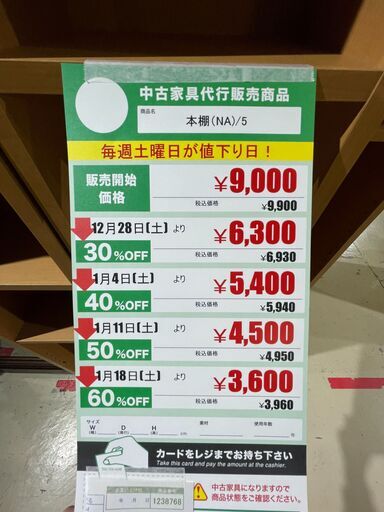 中古家具代行販売商品
商品名
本棚(NA)/5
毎週土曜日が値下り日!
販売開始価格 ¥9,000
税込価格 ¥9,900
12月28日(土) より ¥6,300
30%OFF 税込価格 ¥6,930
1月4日(土) より ¥5,400
40%OFF 税込価格 ¥5,940
1月11日(土) より ¥4,500
50%OFF 税込価格 ¥4,950
1月18日(土) より ¥3,600
60%OFF 税込価格 ¥3,960
サイズ 素材 使用年数
W(幅) D(奥行) H(高) cm 年
カードをレジまでお持ち下さい
Take this card and pay the amount at the cashier.
中古家具になりますので
商品状態をご確認ください
1238768